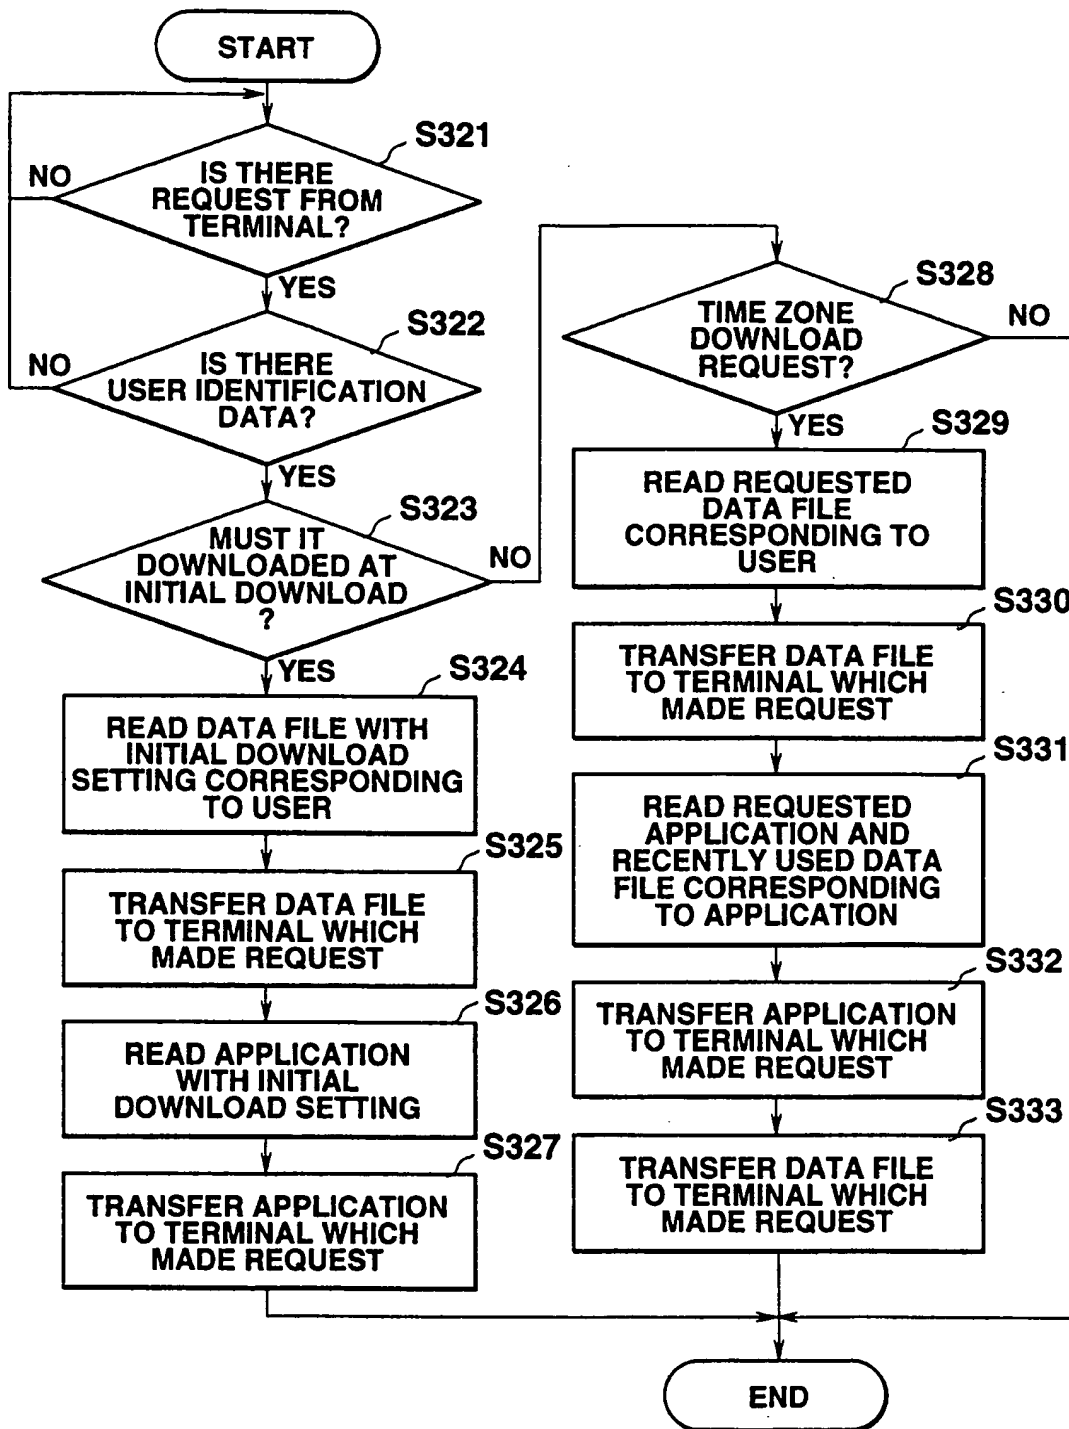 START
S321
IS THERE
REQUEST FROM
TERMINAL?
NO
YES
S322
IS THERE
USER IDENTIFICATION
DATA?
NO
YES
S323
MUST IT
DOWNLOADED AT
INITIAL DOWNLOAD
?
NO
YES
S324
READ DATA FILE WITH
INITIAL DOWNLOAD
SETTING CORRESPONDING
TO USER
S325
TRANSFER DATA FILE
TO TERMINAL WHICH
MADE REQUEST
S326
READ APPLICATION
WITH INITIAL
DOWNLOAD SETTING
S327
TRANSFER APPLICATION
TO TERMINAL WHICH
MADE REQUEST
S328
TIME ZONE
DOWNLOAD
REQUEST?
NO
YES
S329
READ REQUESTED
DATA FILE
CORRESPONDING TO
USER
S330
TRANSFER DATA FILE
TO TERMINAL WHICH
MADE REQUEST
S331
READ REQUESTED
APPLICATION AND
RECENTLY USED DATA
FILE CORRESPONDING
TO APPLICATION
S332
TRANSFER APPLICATION
TO TERMINAL WHICH
MADE REQUEST
S333
TRANSFER DATA FILE
TO TERMINAL WHICH
MADE REQUEST
END